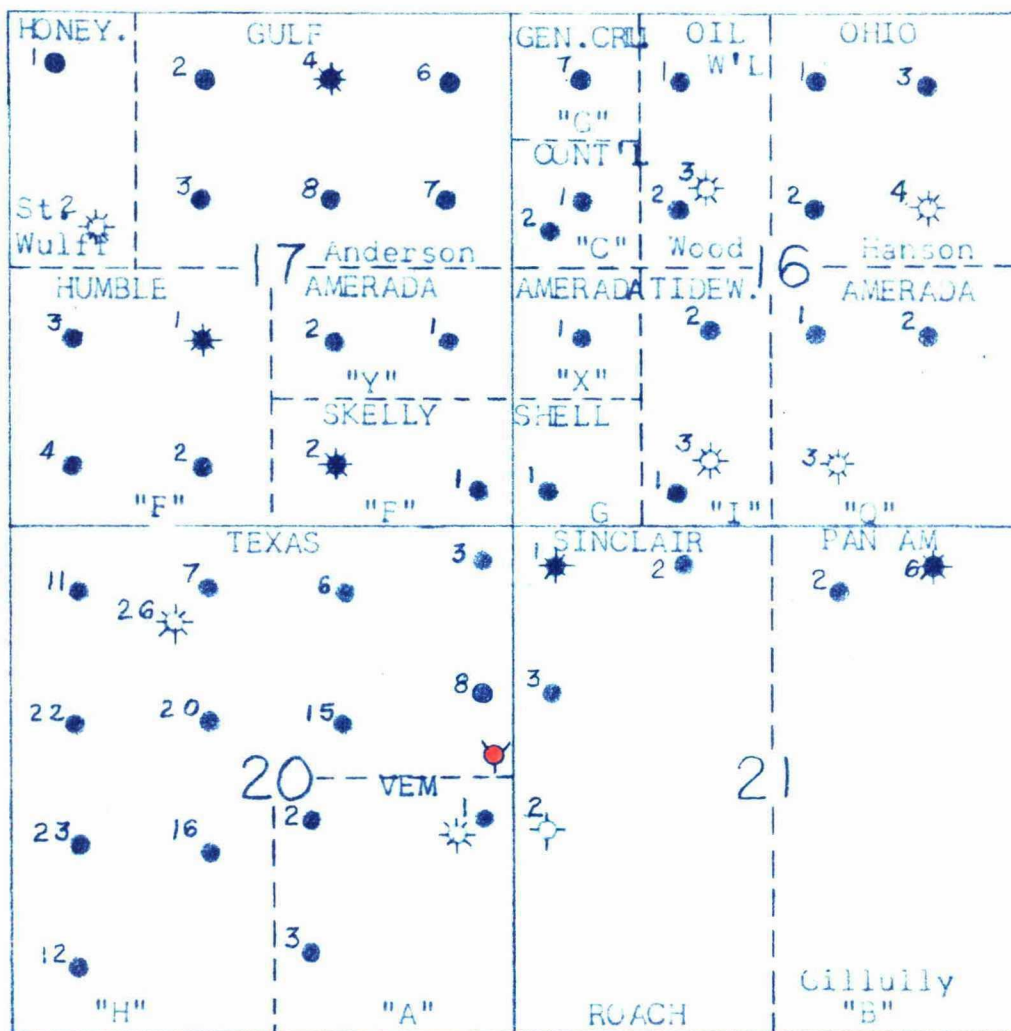 HONEY. GULF GEN.CRU. OIL OHIO
W'L
1 2 4 6 7 1 1 3
"G"
CONT'L
3 8 7 1 2 3 2 4
St. 2
Wulff 2 "C"
17 Anderson Wood 16 Hanson
HUMBLE AMERADA AMERADA TIDEW. AMERADA
3 1 2 1 1 2 1 2
"Y" "X"
SKELLY SHELL
4 2 2 1 1 1 3 3
"F" "F" G "I" "Q"
TEXAS SINCLAIR PAN AM
11 7 6 3 1 2 2 6
26
22 20 15 8 3
20 VEM 21
23 16 2 1 2
12 3
"H" "A" ROACH Gillully
"B"